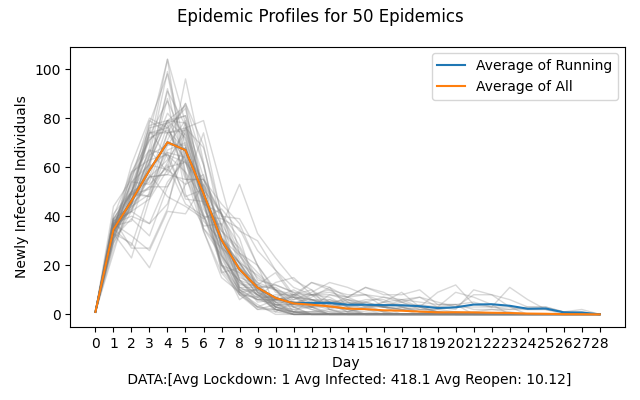 Epidemic Profiles for 50 Epidemics
Newly Infected Individuals
100
80
60
40
20
0
Average of Running
Average of All
0 1 2 3 4 5 6 7 8 9 10 11 12 13 14 15 16 17 18 19 20 21 22 23 24 25 26 27 28
Day
DATA:[Avg Lockdown: 1 Avg Infected: 418.1 Avg Reopen: 10.12]